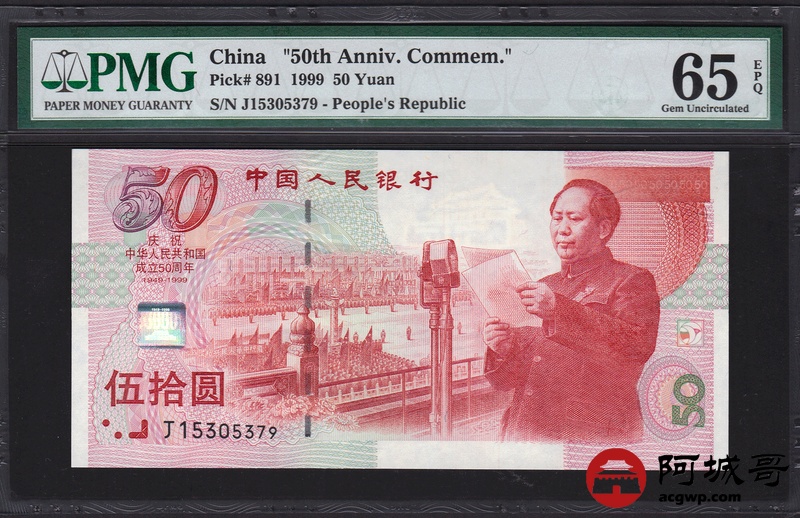 PMG
PAPER MONEY GUARANTY
China "50th Anniv. Commem."
Pick# 891 1999 50 Yuan
S/N J15305379 - People's Republic
65
EPQ
Gem Uncirculated
50
中国人民银行
庆祝
中华人民共和国
成立50周年
1949-1999
伍拾圆
J15305379
50
阿城哥
acgwp.com